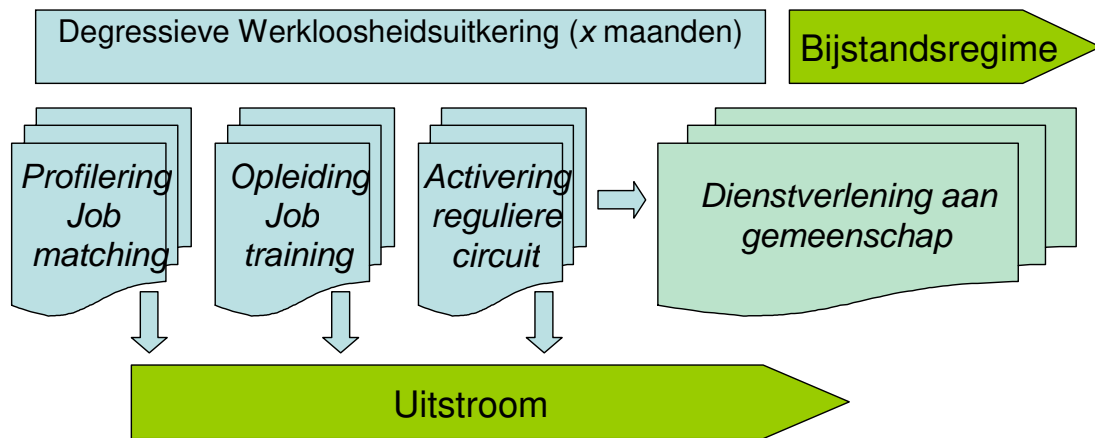 Degressieve Werkloosheidsuitkering (x maanden)
Bijstandsregime
Profilering
Job
matching
Opleiding
Job
training
Activering
reguliere
circuit
Dienstverlening aan
gemeenschap
Uitstroom